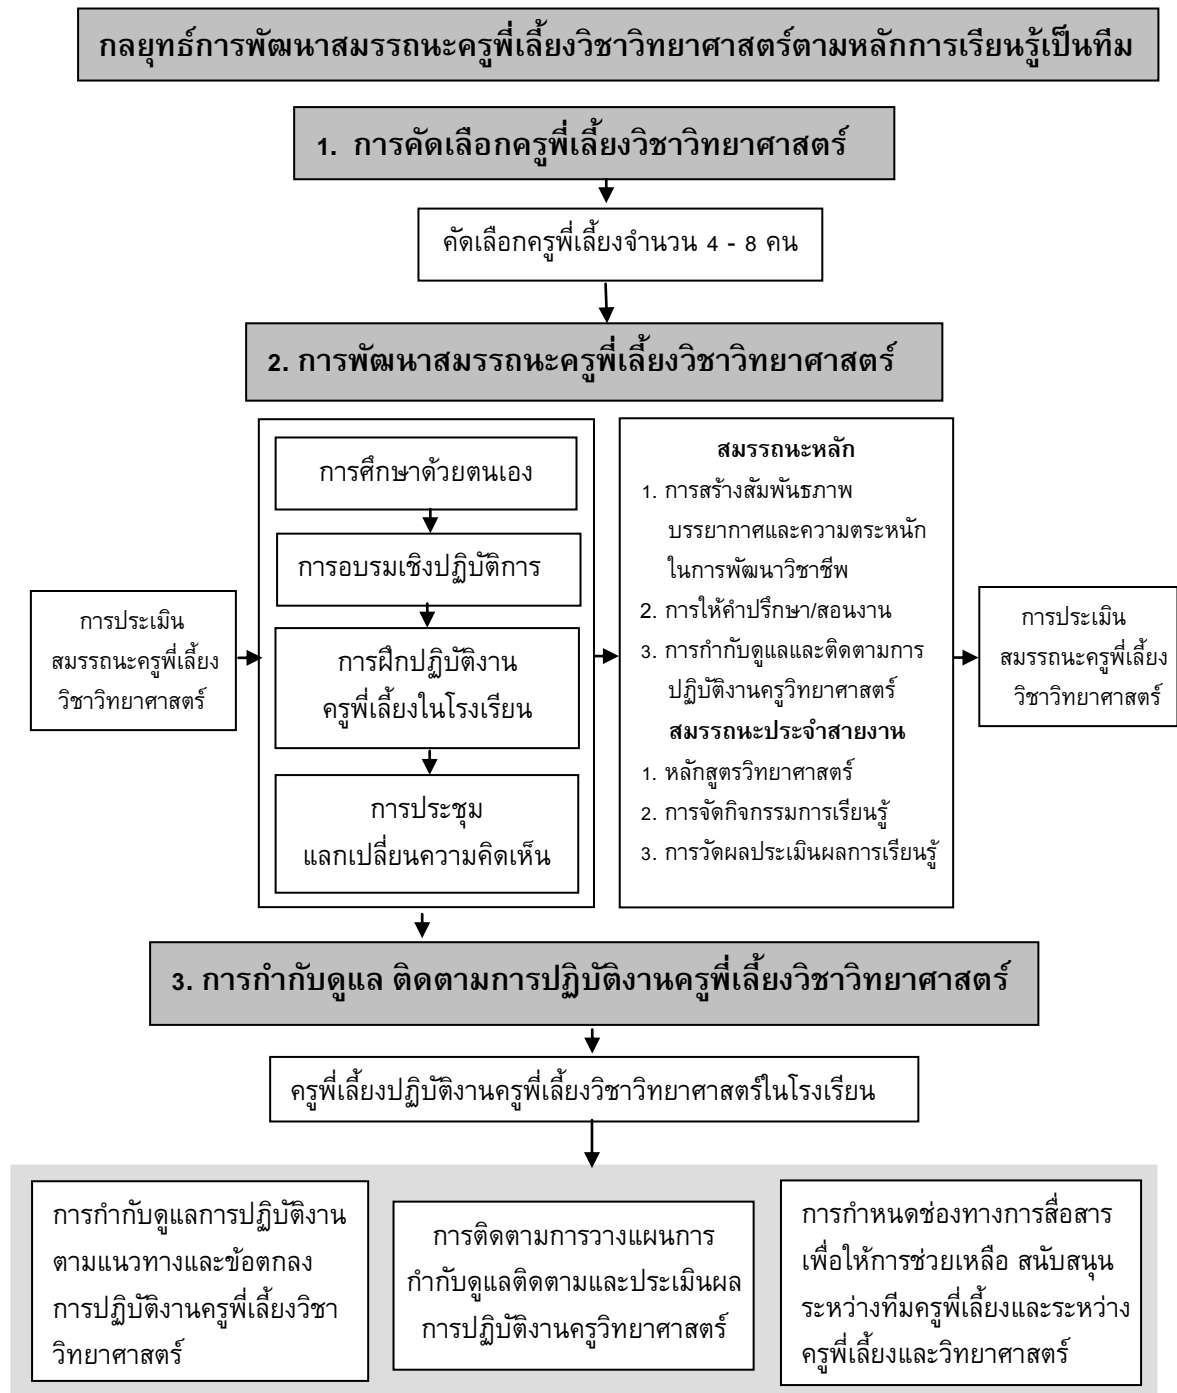 กลยุทธ์การพัฒนาสมรรถนะครูพี่เลี้ยงวิชาวิทยาศาสตร์ตามหลักการเรียนรู้เป็นทีม
1. การคัดเลือกครูพี่เลี้ยงวิชาวิทยาศาสตร์
คัดเลือกครูพี่เลี้ยงจำนวน 4 - 8 คน
2. การพัฒนาสมรรถนะครูพี่เลี้ยงวิชาวิทยาศาสตร์
การประเมิน
สมรรถนะครูพี่เลี้ยง
วิชาวิทยาศาสตร์
การศึกษาด้วยตนเอง
การอบรมเชิงปฏิบัติการ
การฝึกปฏิบัติงาน
ครูพี่เลี้ยงในโรงเรียน
การประชุม
แลกเปลี่ยนความคิดเห็น
สมรรถนะหลัก
1. การสร้างสัมพันธภาพ
บรรยากาศและความตระหนัก
ในการพัฒนาวิชาชีพ
2. การให้คำปรึกษา/สอนงาน
3. การกำกับดูแลและติดตามการ
ปฏิบัติงานครูวิทยาศาสตร์
สมรรถนะประจำสายงาน
1. หลักสูตรวิทยาศาสตร์
2. การจัดกิจกรรมการเรียนรู้
3. การวัดผลประเมินผลการเรียนรู้
การประเมิน
สมรรถนะครูพี่เลี้ยง
วิชาวิทยาศาสตร์
3. การกำกับดูแล ติดตามการปฏิบัติงานครูพี่เลี้ยงวิชาวิทยาศาสตร์
ครูพี่เลี้ยงปฏิบัติงานครูพี่เลี้ยงวิชาวิทยาศาสตร์ในโรงเรียน
การกำกับดูแลการปฏิบัติงาน
ตามแนวทางและข้อตกลง
การปฏิบัติงานครูพี่เลี้ยงวิชา
วิทยาศาสตร์
การติดตามการวางแผนการ
กำกับดูแลติดตามและประเมินผล
การปฏิบัติงานครูวิทยาศาสตร์
การกำหนดช่องทางการสื่อสาร
เพื่อให้การช่วยเหลือ สนับสนุน
ระหว่างทีมครูพี่เลี้ยงและระหว่าง
ครูพี่เลี้ยงและวิทยาศาสตร์